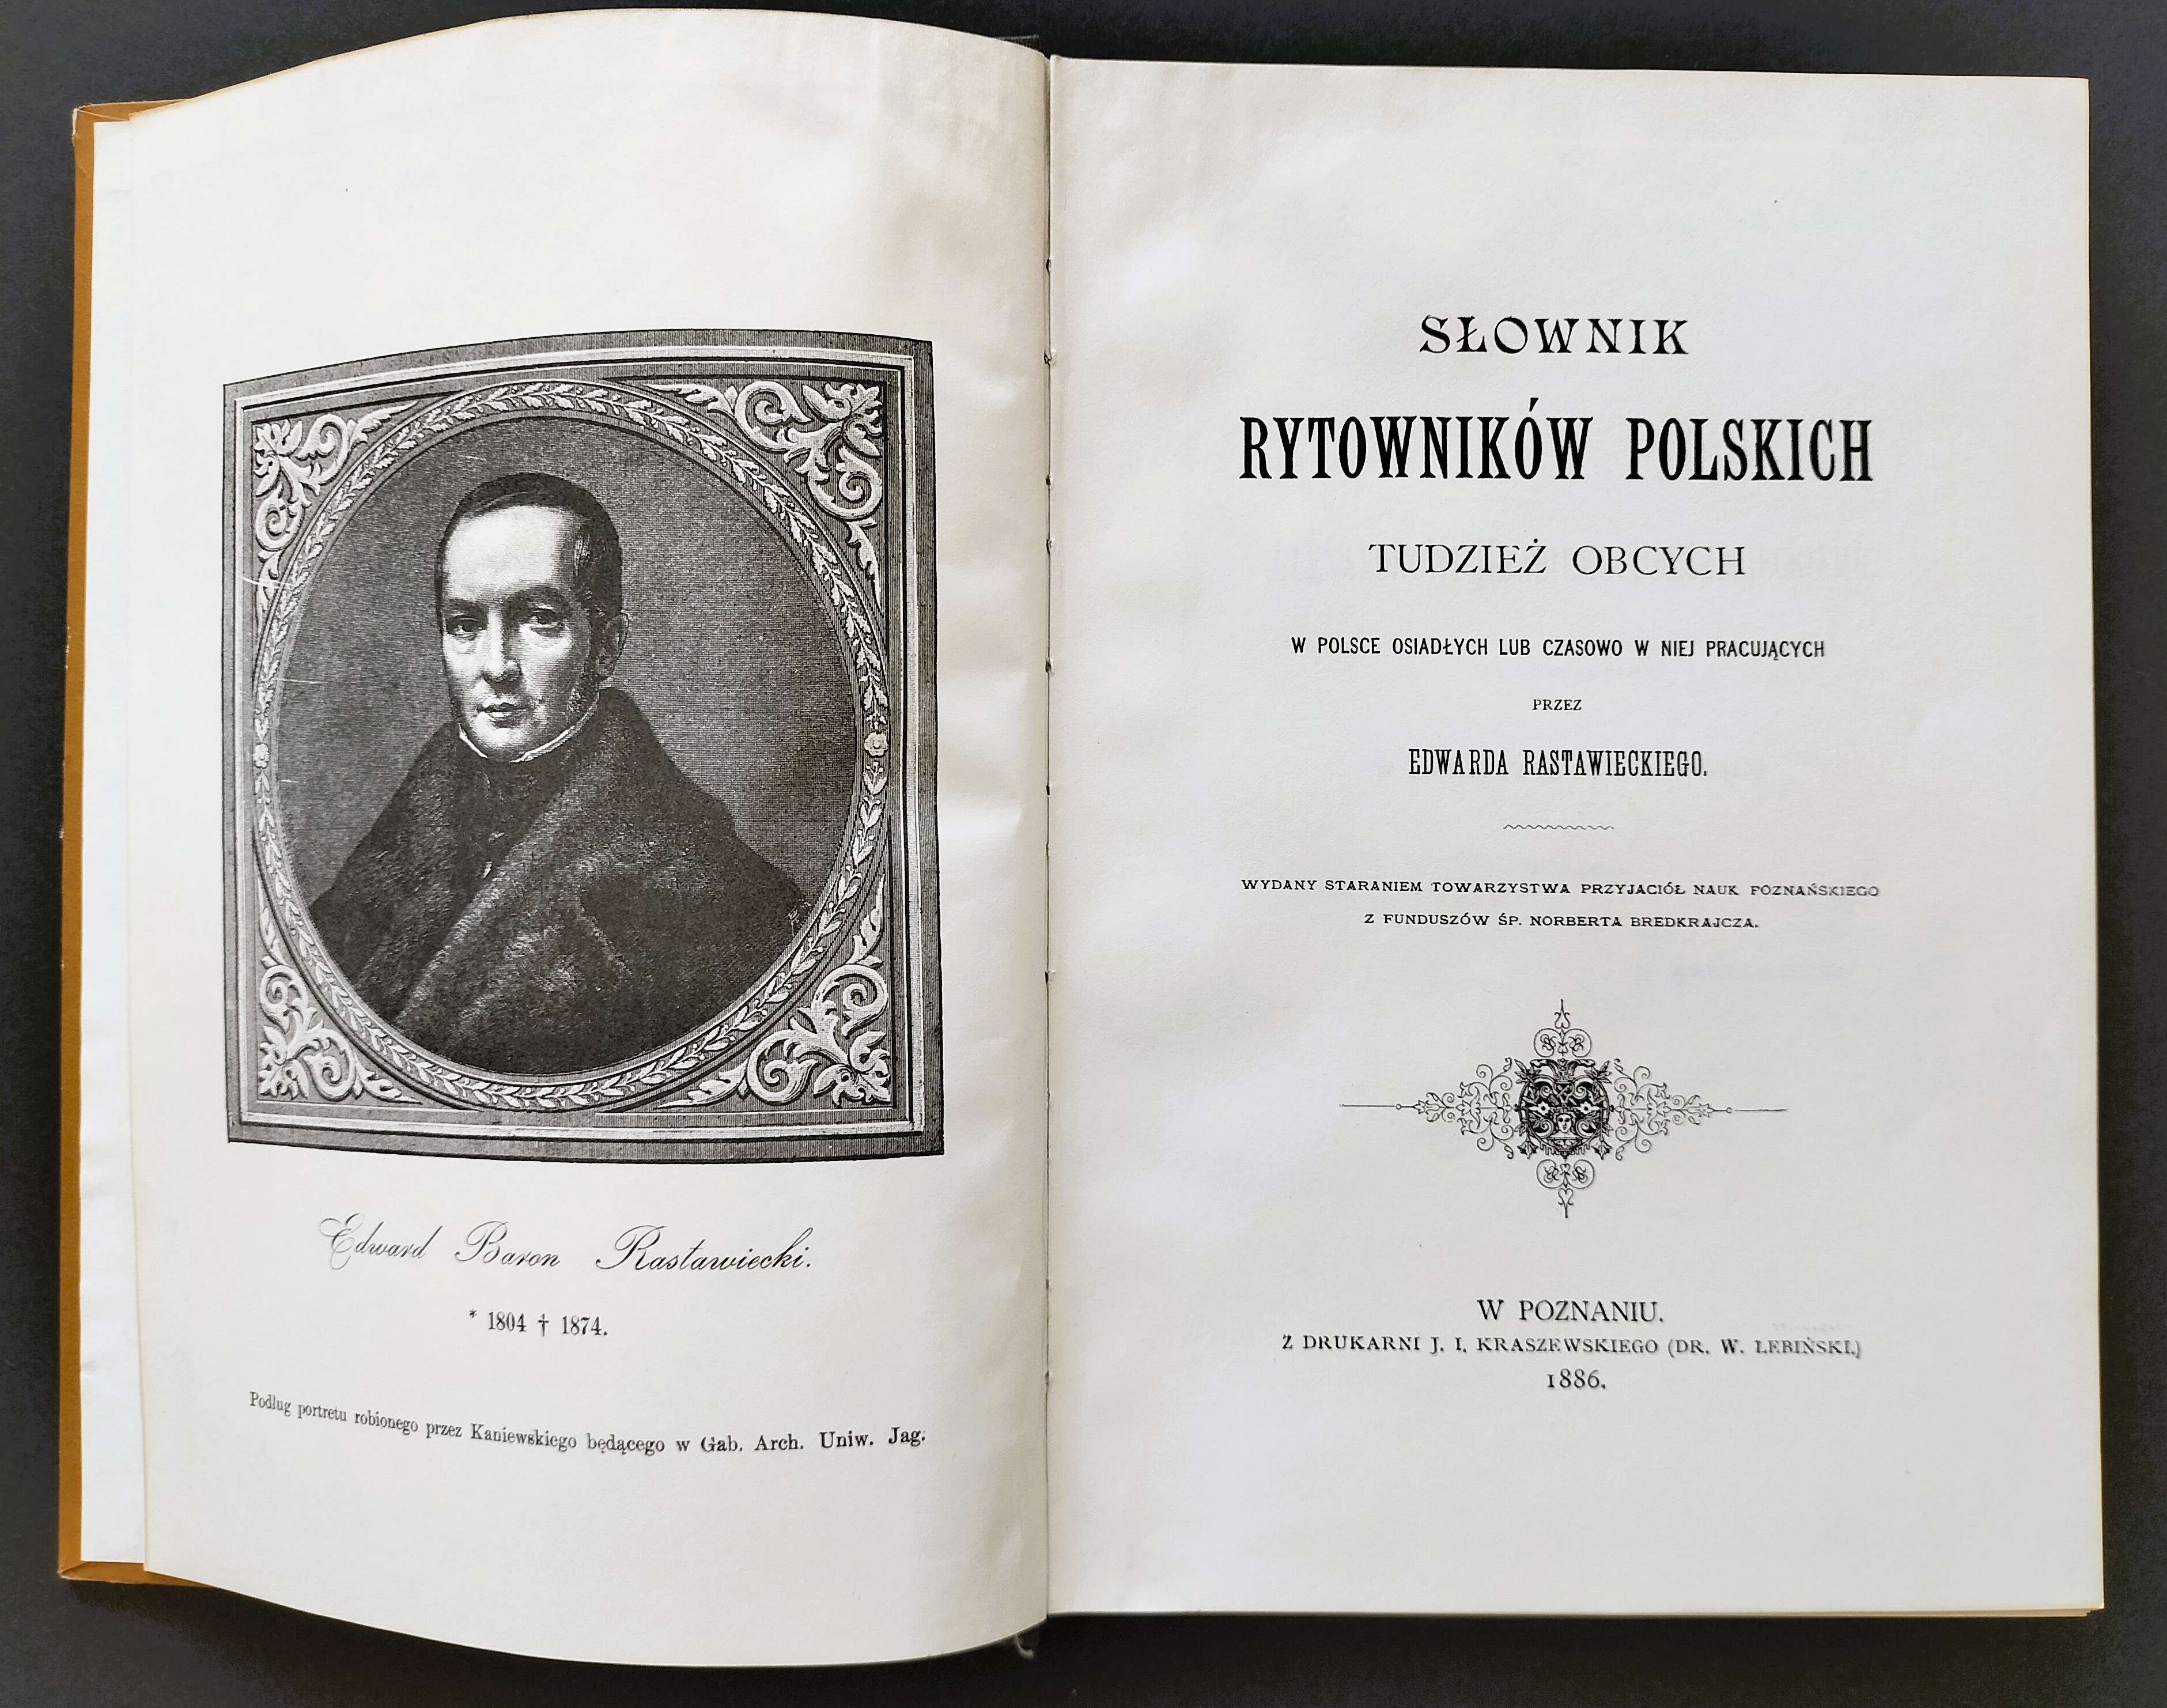 Edward Baron Rastawiecki.
* 1804 † 1874.
Podług portretu robionego przez Kaniewskiego będącego w Gab. Arch. Uniw. Jag.
SŁOWNIK
RYTOWNIKÓW POLSKICH
TUDZIEŻ OBCYCH
W POLSCE OSIADŁYCH LUB CZASOWO W NIEJ PRACUJĄCYCH
PRZEZ
EDWARDA RASTAWIECKIEGO.
WYDANY STARANIEM TOWARZYSTWA PRZYJACIÓŁ NAUK POZNAŃSKIEGO
Z FUNDUSZÓW ŚP. NORBERTA BREDKRAJCZA.
W POZNANIU.
Z DRUKARNI J. I. KRASZEWSKIEGO (DR. W. ŁEBIŃSKI.)
1886.